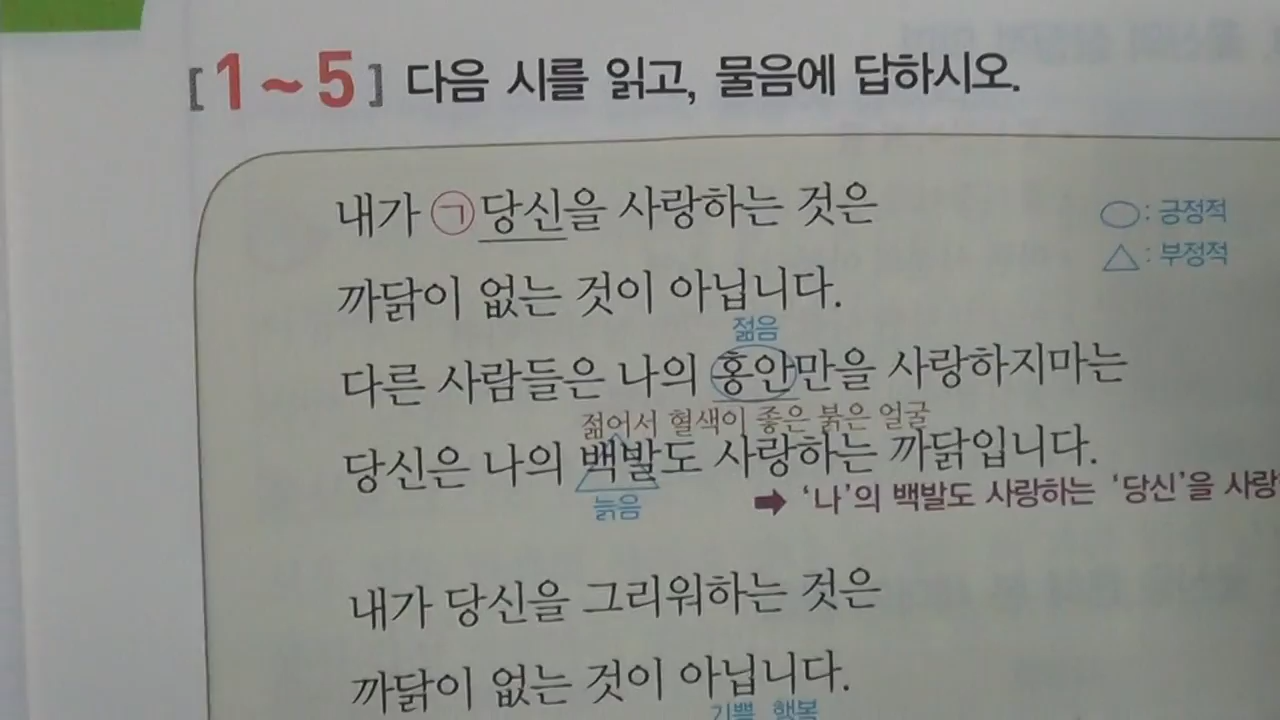 [1~5] 다음 시를 읽고, 물음에 답하시오.
내가 ㉠당신을 사랑하는 것은
○: 긍정적
까닭이 없는 것이 아닙니다.
△: 부정적
젊음
다른 사람들은 나의 홍안만을 사랑하지마는
젊어서 혈색이 좋은 붉은 얼굴
당신은 나의 백발도 사랑하는 까닭입니다.
늙음
➡ ‘나’의 백발도 사랑하는 ‘당신’을 사랑
내가 당신을 그리워하는 것은
까닭이 없는 것이 아닙니다.
기쁨, 행복